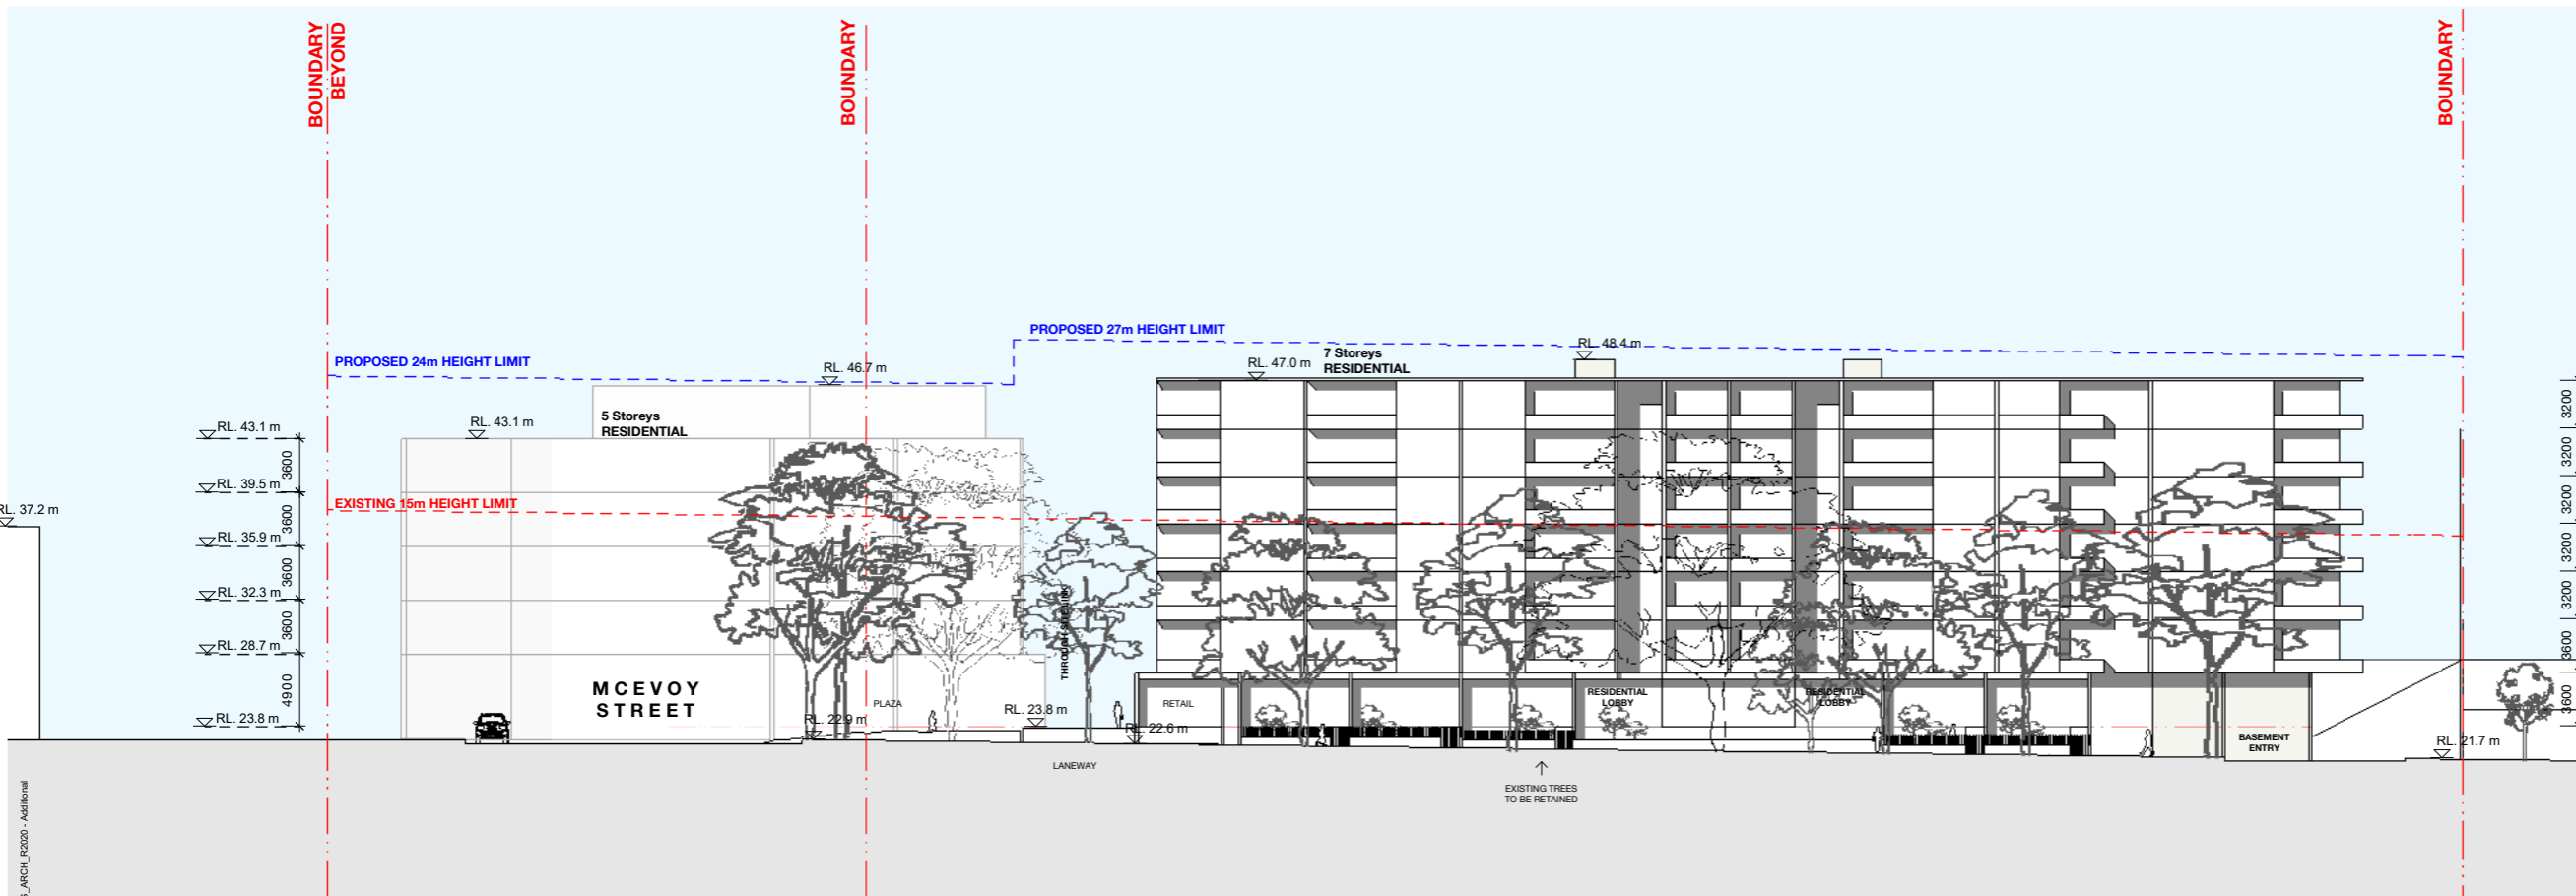 BOUNDARY
BEYOND
BOUNDARY
BOUNDARY
PROPOSED 27m HEIGHT LIMIT
PROPOSED 24m HEIGHT LIMIT
RL. 46.7 m
RL. 47.0 m
7 Storeys
RESIDENTIAL
RL. 48.4 m
5 Storeys
RESIDENTIAL
RL. 43.1 m
RL. 43.1 m
3600
RL. 39.5 m
EXISTING 15m HEIGHT LIMIT
RL. 37.2 m
3600
RL. 35.9 m
3600
RL. 32.3 m
3600
RL. 28.7 m
4900
RL. 23.8 m
MCEVOY
STREET
PLAZA
RL. 22.9 m
RL. 23.8 m
RL. 22.6 m
RETAIL
RESIDENTIAL
LOBBY
RESIDENTIAL
LOBBY
BASEMENT
ENTRY
RL. 21.7 m
3200
3200
3200
3200
3200
3600
3600
LANEWAY
EXISTING TREES
TO BE RETAINED
_ARCH_R2020 - Additional